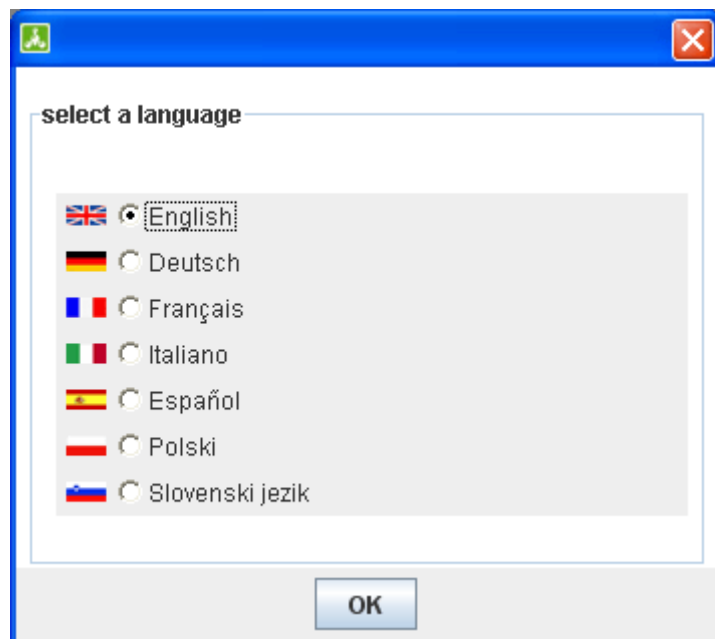 select a language
English
Deutsch
Français
Italiano
Español
Polski
Slovenski jezik
OK